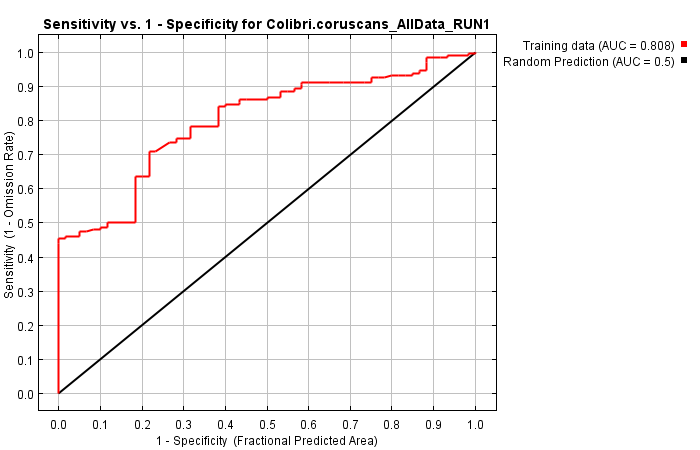 Sensitivity vs. 1 - Specificity for Colibri.coruscans_AllData_RUN1
Training data (AUC = 0.808)
Random Prediction (AUC = 0.5)
Sensitivity (1 - Omission Rate)
1.0
0.9
0.8
0.7
0.6
0.5
0.4
0.3
0.2
0.1
0.0
0.0 0.1 0.2 0.3 0.4 0.5 0.6 0.7 0.8 0.9 1.0
1 - Specificity (Fractional Predicted Area)